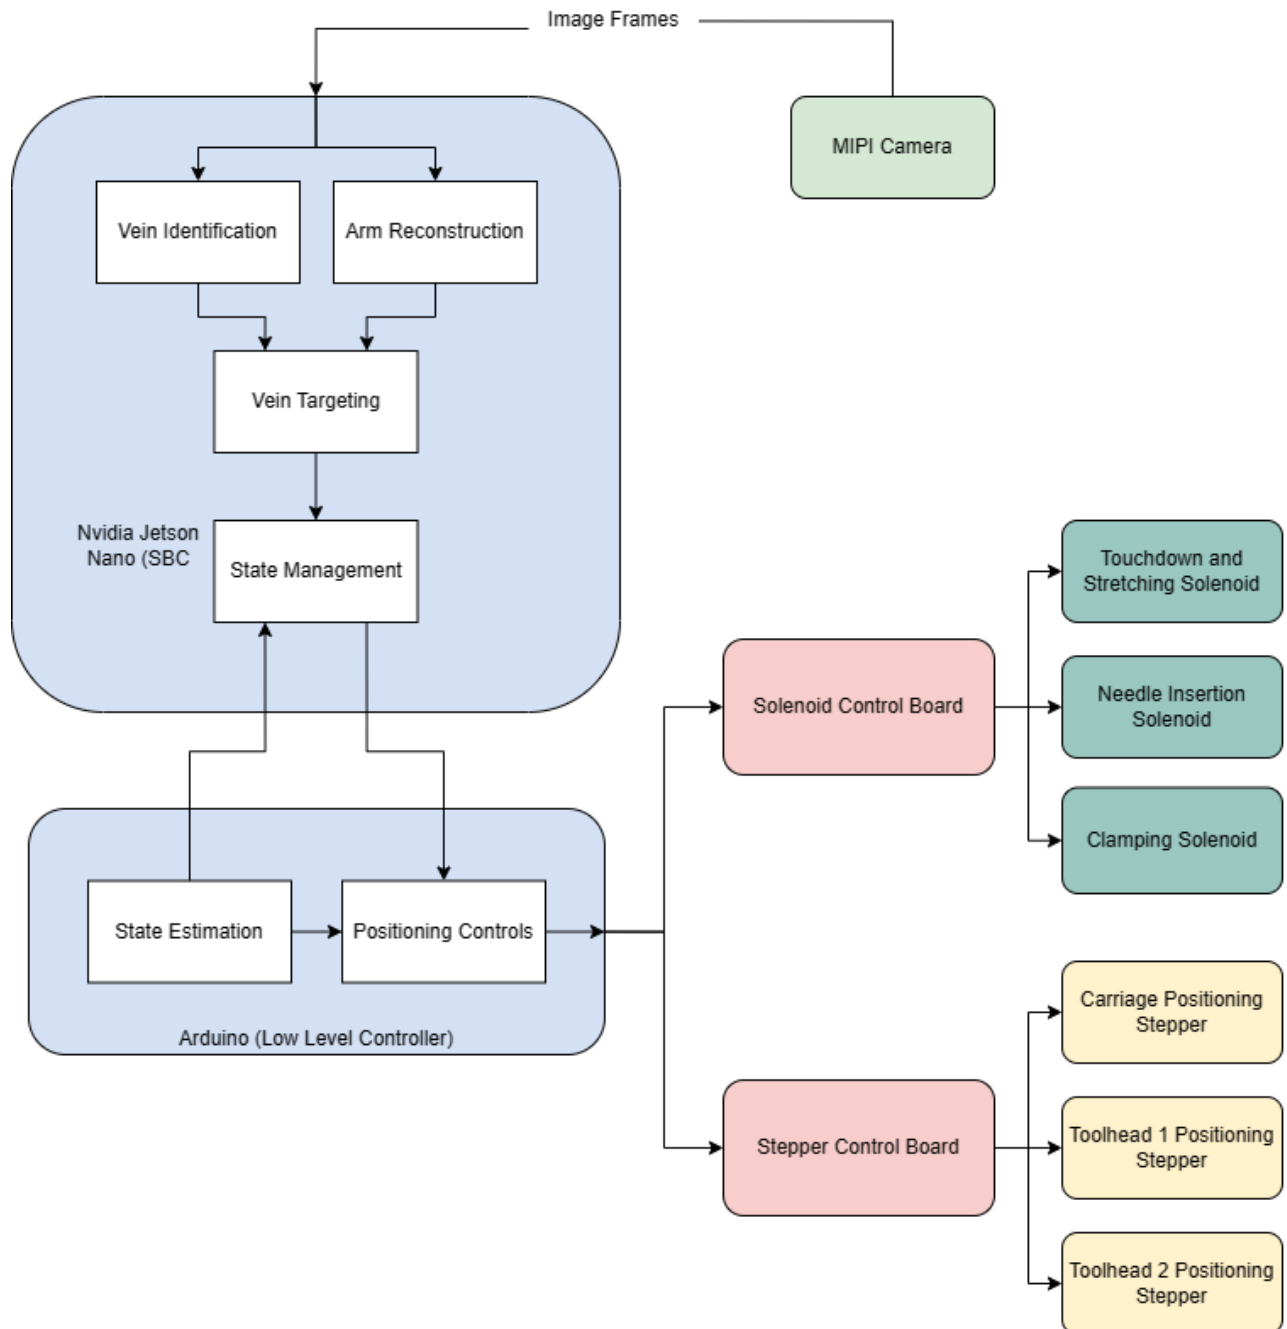 Image Frames
MIPI Camera
Vein Identification
Arm Reconstruction
Vein Targeting
Nvidia Jetson
Nano (SBC
State Management
Touchdown and
Stretching Solenoid
Solenoid Control Board
Needle Insertion
Solenoid
Clamping Solenoid
State Estimation
Positioning Controls
Arduino (Low Level Controller)
Carriage Positioning
Stepper
Stepper Control Board
Toolhead 1 Positioning
Stepper
Toolhead 2 Positioning
Stepper